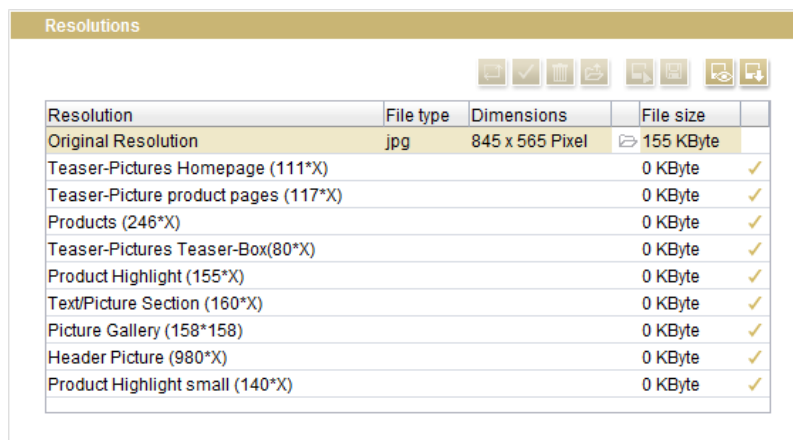 Resolutions
Resolution File type Dimensions File size
Original Resolution jpg 845 x 565 Pixel 155 KByte
Teaser-Pictures Homepage (111*X) 0 KByte
Teaser-Picture product pages (117*X) 0 KByte
Products (246*X) 0 KByte
Teaser-Pictures Teaser-Box(80*X) 0 KByte
Product Highlight (155*X) 0 KByte
Text/Picture Section (160*X) 0 KByte
Picture Gallery (158*158) 0 KByte
Header Picture (980*X) 0 KByte
Product Highlight small (140*X) 0 KByte